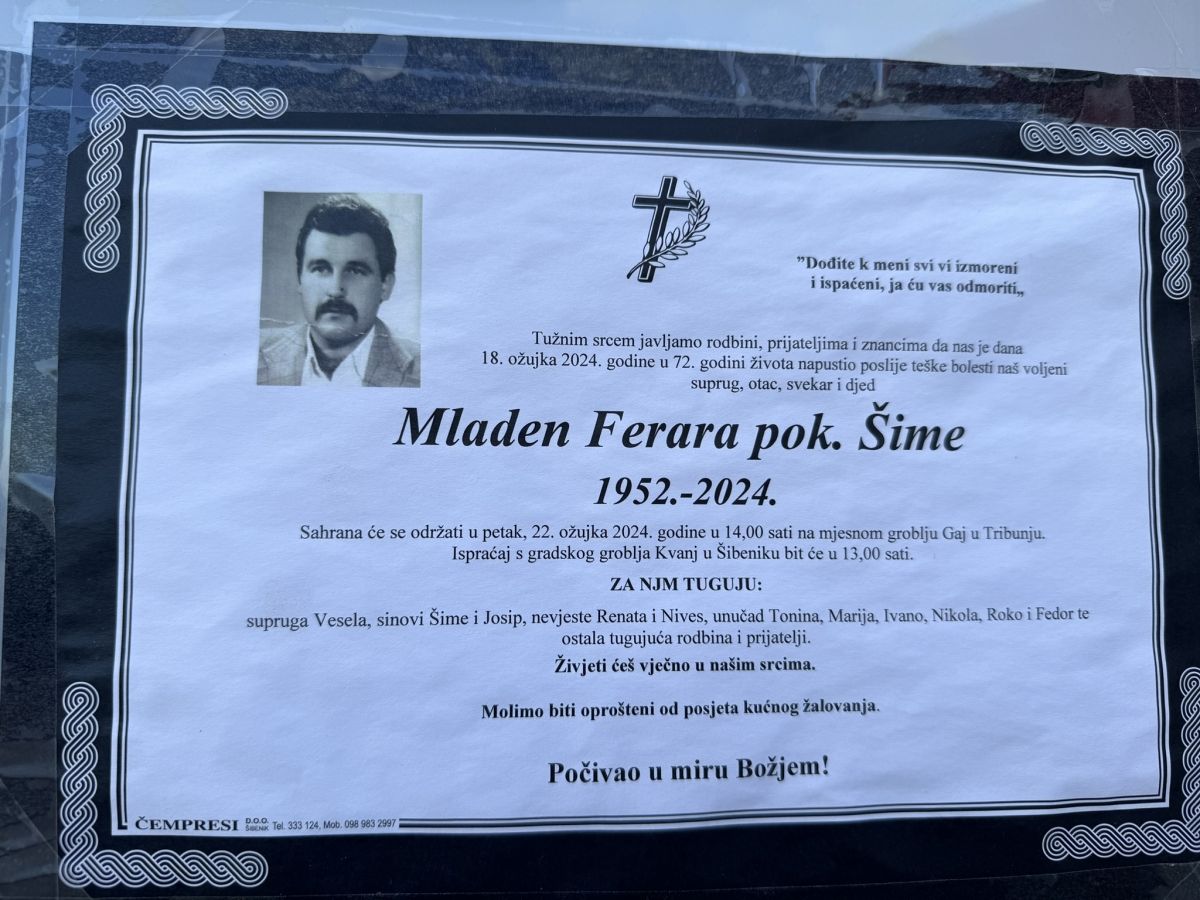 ”Dođite k meni svi vi izmoreni
i ispaćeni, ja ću vas odmoriti„
Tužnim srcem javljamo rodbini, prijateljima i znancima da nas je dana
18. ožujka 2024. godine u 72. godini života napustio poslije teške bolesti naš voljeni
suprug, otac, svekar i djed
Mladen Ferara pok. Šime
1952.-2024.
Sahrana će se održati u petak, 22. ožujka 2024. godine u 14,00 sati na mjesnom groblju Gaj u Tribunju.
Ispraćaj s gradskog groblja Kvanj u Šibeniku bit će u 13,00 sati.
ZA NJM TUGUJU:
supruga Vesela, sinovi Šime i Josip, nevjeste Renata i Nives, unučad Tonina, Marija, Ivano, Nikola, Roko i Fedor te
ostala tugujuća rodbina i prijatelji.
Živjeti ćeš vječno u našim srcima.
Molimo biti oprošteni od posjeta kućnog žalovanja.
Počivao u miru Božjem!
ČEMPRESI D.O.O. ŠIBENIK Tel. 333 124, Mob. 098 983 2997